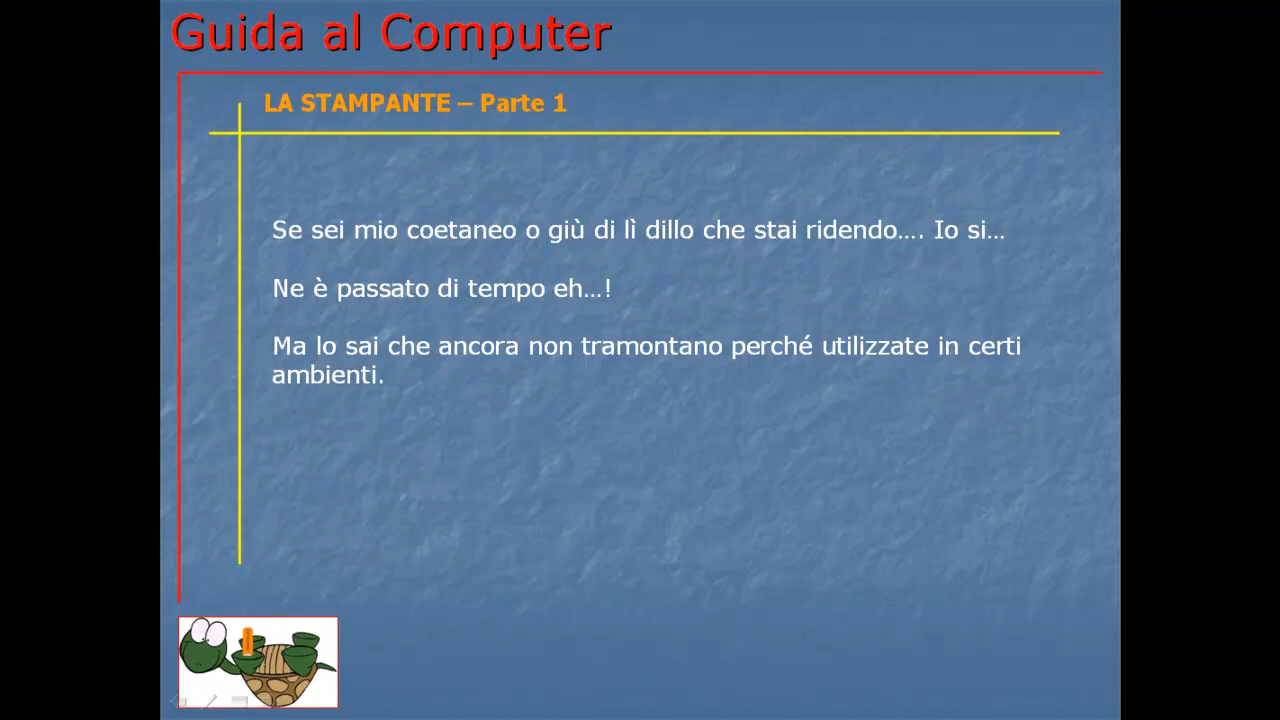 Guida al Computer
LA STAMPANTE – Parte 1
Se sei mio coetaneo o giù di lì dillo che stai ridendo…. Io si…
Ne è passato di tempo eh…!
Ma lo sai che ancora non tramontano perché utilizzate in certi
ambienti.